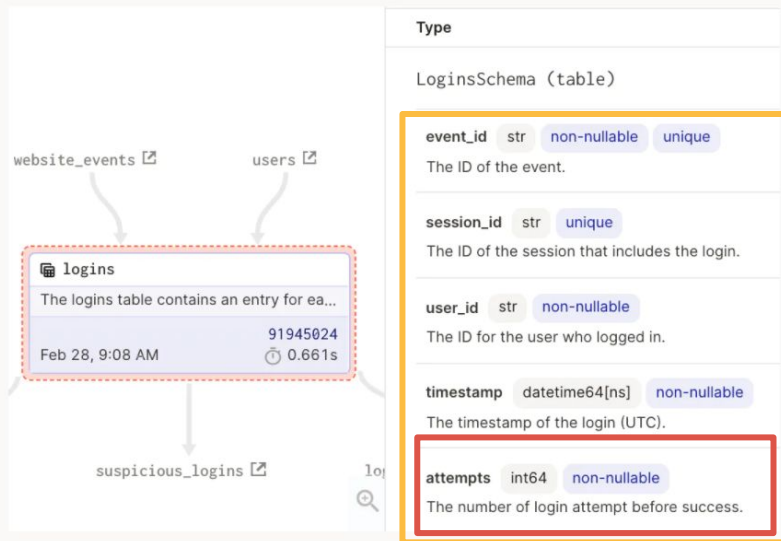 website_events
users
logins
The logins table contains an entry for ea...
91945024
Feb 28, 9:08 AM
0.661s
suspicious_logins
Type
LoginsSchema (table)
event_id str non-nullable unique
The ID of the event.
session_id str unique
The ID of the session that includes the login.
user_id str non-nullable
The ID for the user who logged in.
timestamp datetime64[ns] non-nullable
The timestamp of the login (UTC).
attempts int64 non-nullable
The number of login attempt before success.